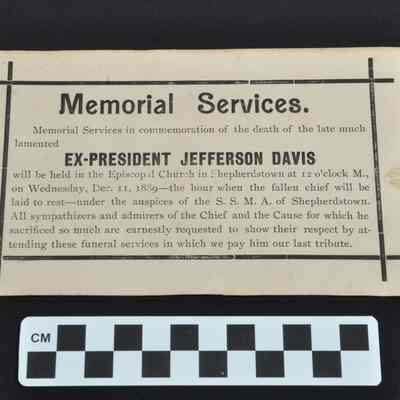 Memorial Services.
Memorial Services in commemoration of the death of the late much
lamented
EX-PRESIDENT JEFFERSON DAVIS
will be held in the Episcopal Church in Shepherdstown at 12 o'clock M.,
on Wednesday, Dec. 11, 1889—the hour when the fallen chief will be
laid to rest—under the auspices of the S. S. M. A. of Shepherdstown.
All sympathizers and admirers of the Chief and the Cause for which he
sacrificed so much are earnestly requested to show their respect by at-
tending these funeral services in which we pay him our last tribute.
CM